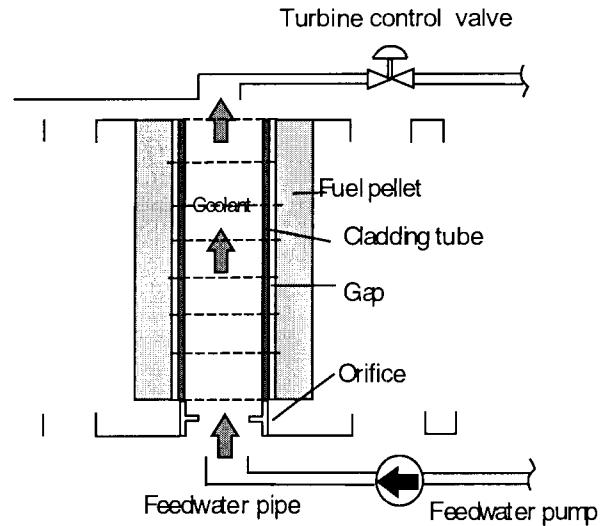 Turbine control valve
Fuel pellet
Coolant
Cladding tube
Gap
Orifice
Feedwater pipe
Feedwater pump